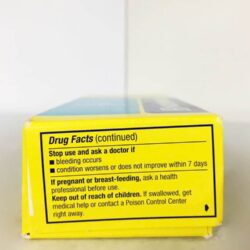 Drug Facts (continued)
Stop use and ask a doctor if
■ bleeding occurs
■ condition worsens or does not improve within 7 days
If pregnant or breast-feeding, ask a health
professional before use.
Keep out of reach of children. If swallowed, get
medical help or contact a Poison Control Center
right away.